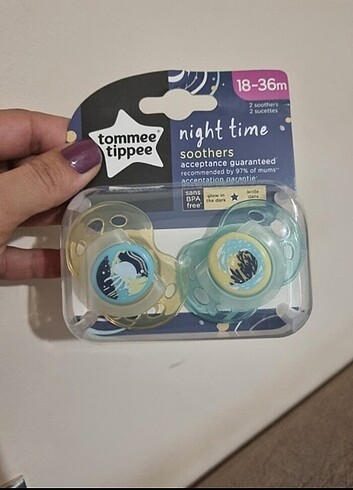 18-36m
2 soothers
2 sucettes
tommee
tippee
night time
soothers
acceptance guaranteed
recommended by 97% of mums**
acceptation garantie
sans
BPA
free
glow in
the dark